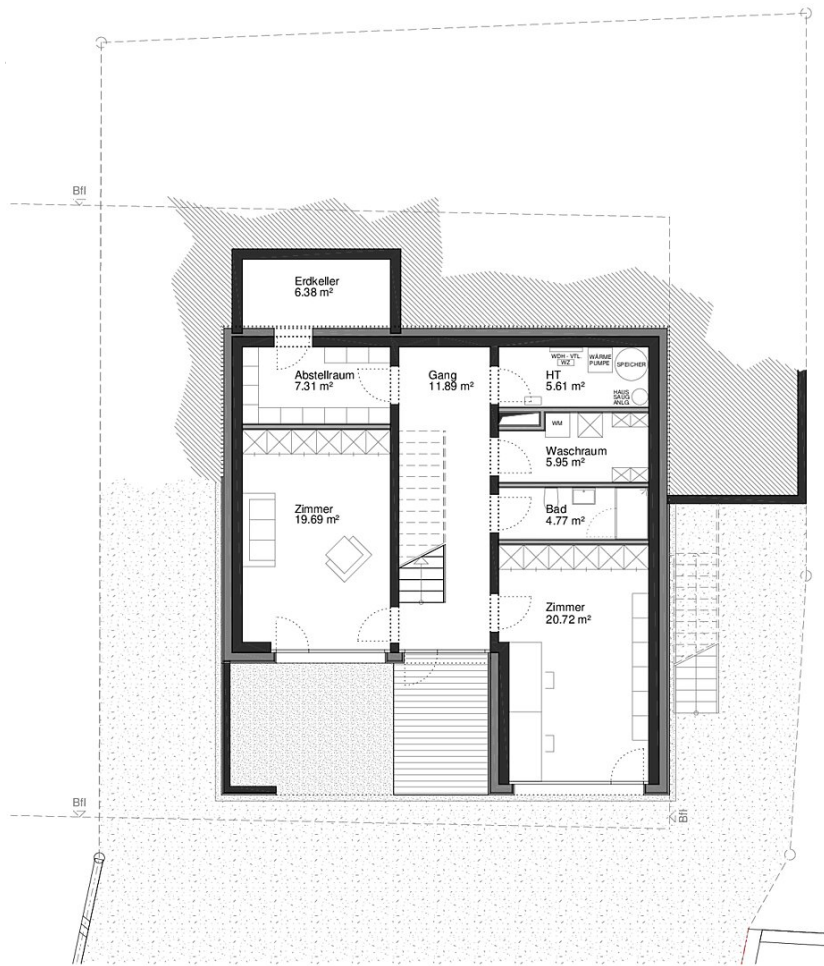 Bfl
Erdkeller
6.38 m²
Abstellraum
7.31 m²
Gang
11.89 m²
WDH - VTL.
WZ
WÄRME
PUMPE
SPEICHER
HT
5.61 m²
HAUS
SAUG
ANLG.
WM
Waschraum
5.95 m²
Zimmer
19.69 m²
Bad
4.77 m²
Zimmer
20.72 m²
Bfl
Bfl